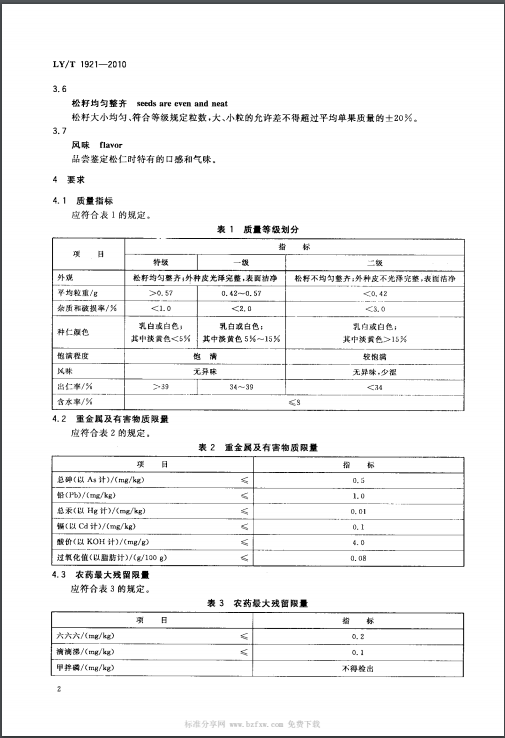 LY/T 1921—2010
3.6
松籽均匀整齐 seeds are even and neat
松籽大小均匀、符合等级规定粒数,大、小粒的允许差不得超过平均单果质量的±20%。
3.7
风味 flavor
品尝鉴定松仁时特有的口感和气味。
4 要求
4.1 质量指标
应符合表1的规定。
表1 质量等级划分
项 目 指 标
特级 一级 二级
外观 松籽均匀整齐;外种皮光泽完整,表面洁净 松籽不均匀整齐;外种皮不光泽完整,表面洁净
平均粒重/g >0.57 0.42~0.57 <0.42
杂质和破损率/% <1.0 <2.0 <3.0
种仁颜色 乳白或白色; 乳白或白色; 乳白或白色;
其中淡黄色<5% 其中淡黄色5%~15% 其中淡黄色>15%
饱满程度 饱 满 较饱满
风味 无异味 无异味,少涩
出仁率/% >39 34~39 <34
含水率/% ≤8
4.2 重金属及有害物质限量
应符合表2的规定。
表2 重金属及有害物质限量
项 目 指 标
总砷(以As计)/(mg/kg) ≤ 0.5
铅(Pb)/(mg/kg) ≤ 1.0
总汞(以Hg计)/(mg/kg) ≤ 0.01
镉(以Cd计)/(mg/kg) ≤ 0.1
酸价(以KOH计)/(mg/g) ≤ 4.0
过氧化值(以脂肪计)/(g/100 g) ≤ 0.08
4.3 农药最大残留限量
应符合表3的规定。
表3 农药最大残留限量
项 目 指 标
六六六/(mg/kg) ≤ 0.2
滴滴涕/(mg/kg) ≤ 0.1
甲拌磷/(mg/kg) 不得检出
2
标准分享网 www.bzfxw.com 免费下载